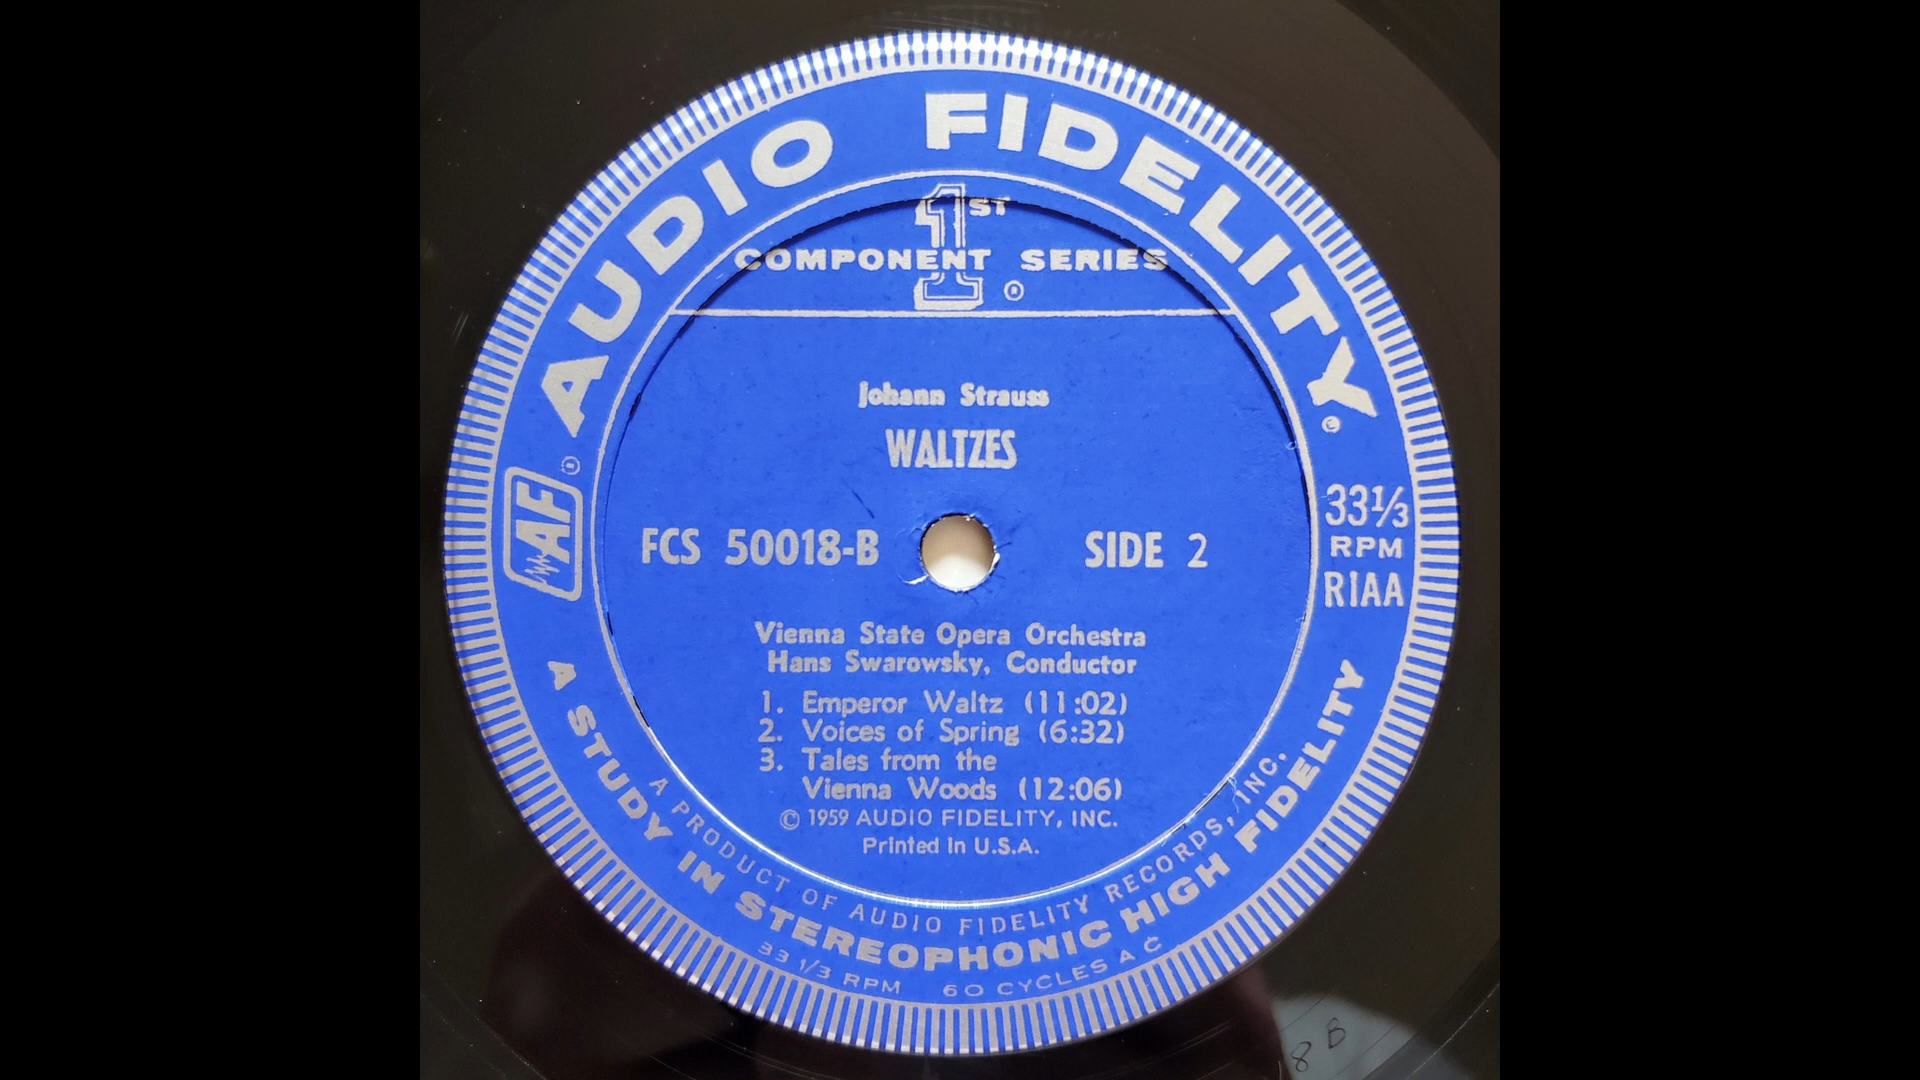 AUDIO FIDELITY
1ST
COMPONENT SERIES
®
©
Johann Strauss
WALTZES
AF ®
33⅓
RPM
RIAA
FCS 50018-B
SIDE 2
Vienna State Opera Orchestra
Hans Swarowsky, Conductor
1. Emperor Waltz (11:02)
2. Voices of Spring (6:32)
3. Tales from the
Vienna Woods (12:06)
© 1959 AUDIO FIDELITY, INC.
Printed In U.S.A.
A PRODUCT OF AUDIO FIDELITY RECORDS, INC.
A STUDY IN STEREOPHONIC HIGH FIDELITY
33 1/3 RPM 60 CYCLES A C
8 B